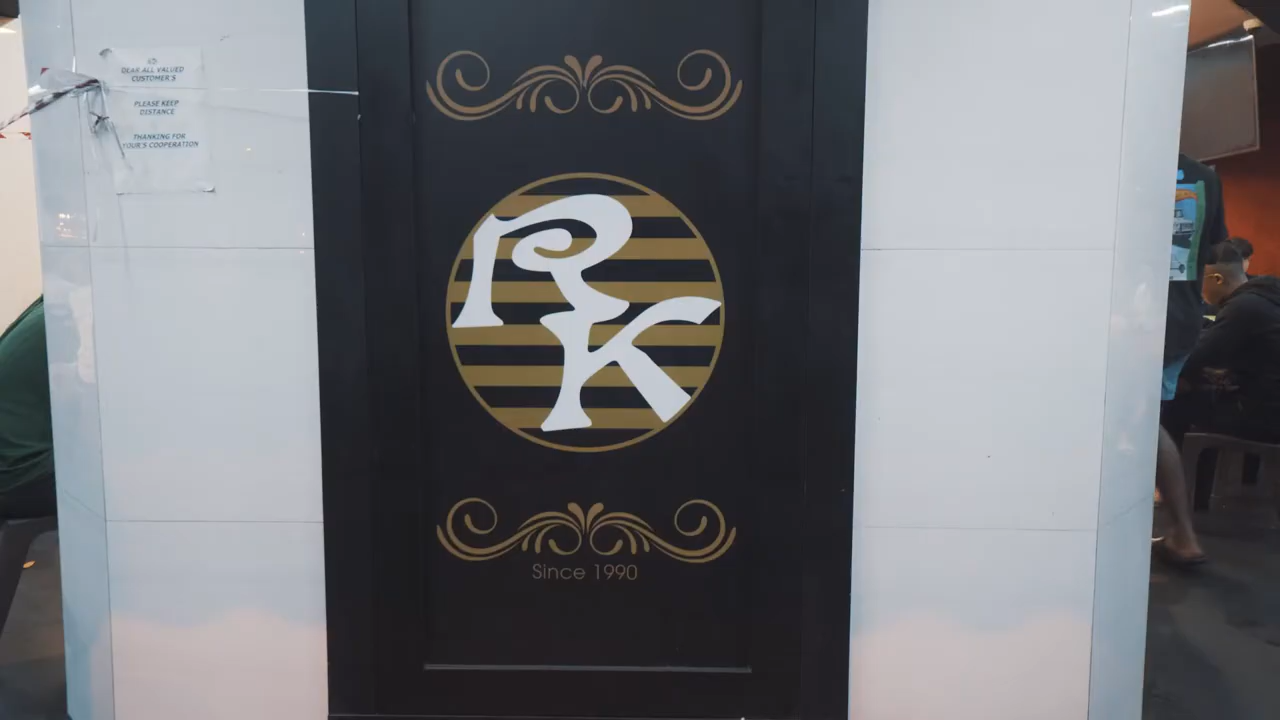 DEAR ALL VALUED
CUSTOMER'S
PLEASE KEEP
DISTANCE
THANKING FOR
YOUR'S COOPERATION
RK
Since 1990